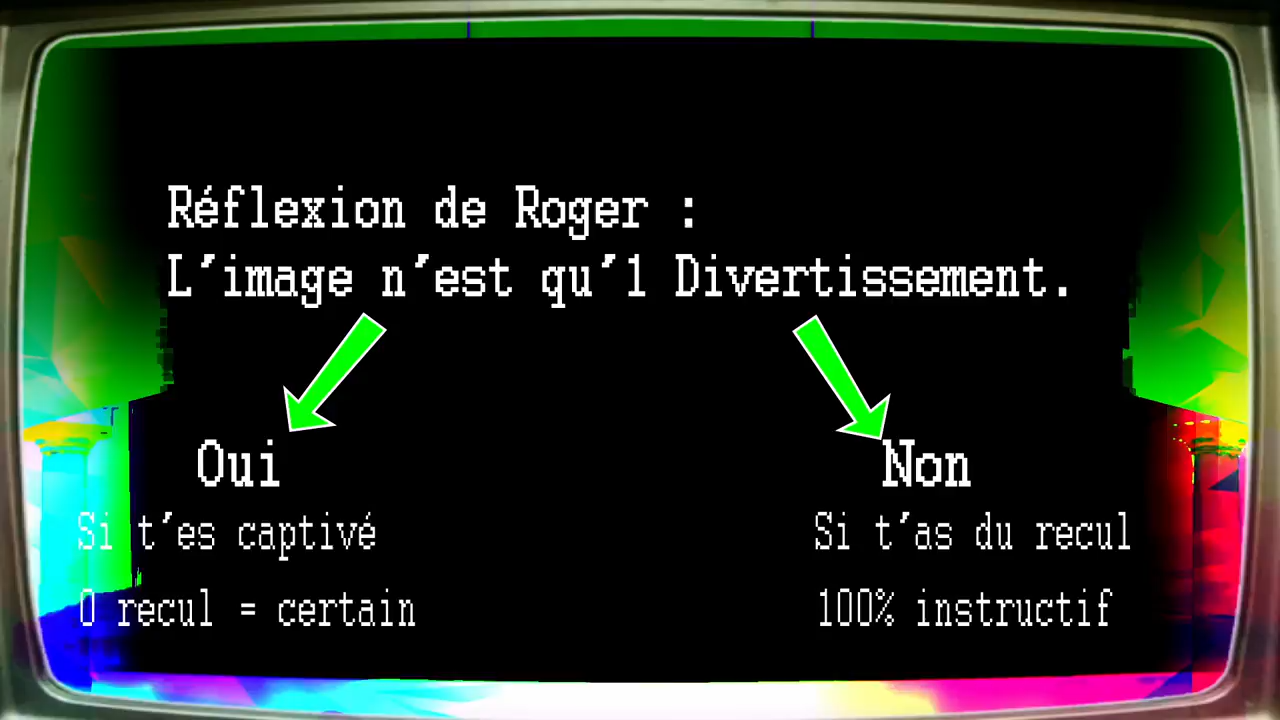 Réflexion de Roger :
L'image n'est qu'1 Divertissement.
Oui
Non
Si t'es captivé
Si t'as du recul
0 recul = certain
100% instructif